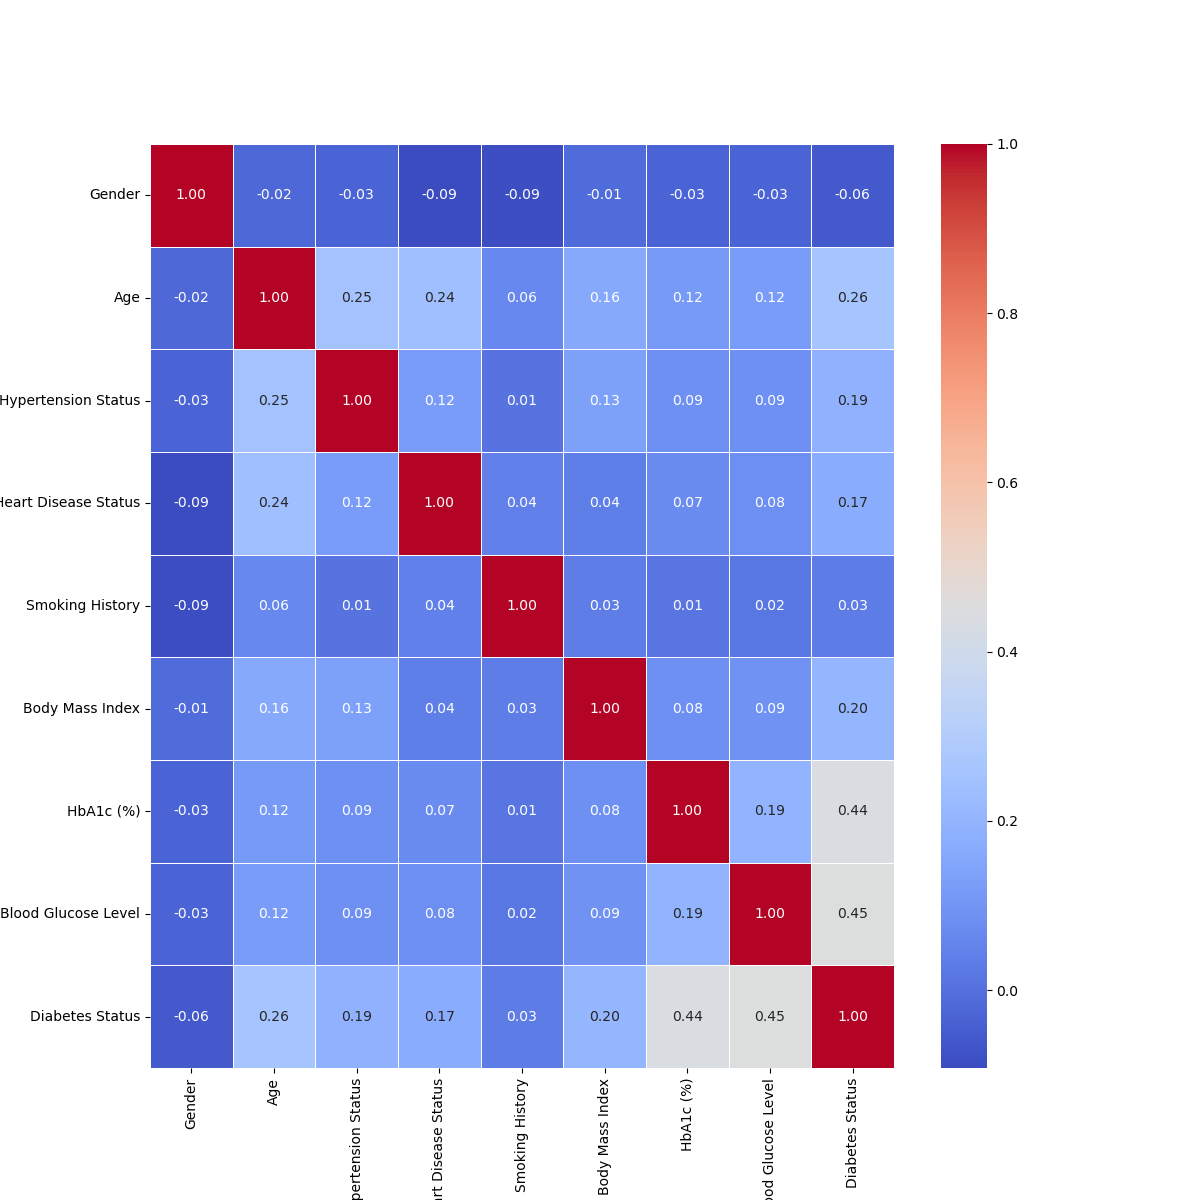 1.0
Gender 1.00 -0.02 -0.03 -0.09 -0.09 -0.01 -0.03 -0.03 -0.06
0.8
Age -0.02 1.00 0.25 0.24 0.06 0.16 0.12 0.12 0.26
Hypertension Status -0.03 0.25 1.00 0.12 0.01 0.13 0.09 0.09 0.19
0.6
Heart Disease Status -0.09 0.24 0.12 1.00 0.04 0.04 0.07 0.08 0.17
Smoking History -0.09 0.06 0.01 0.04 1.00 0.03 0.01 0.02 0.03
0.4
Body Mass Index -0.01 0.16 0.13 0.04 0.03 1.00 0.08 0.09 0.20
HbA1c (%) -0.03 0.12 0.09 0.07 0.01 0.08 1.00 0.19 0.44
0.2
Blood Glucose Level -0.03 0.12 0.09 0.08 0.02 0.09 0.19 1.00 0.45
0.0
Diabetes Status -0.06 0.26 0.19 0.17 0.03 0.20 0.44 0.45 1.00
Gender
Age
pertension Status
rt Disease Status
Smoking History
Body Mass Index
HbA1c (%)
ood Glucose Level
Diabetes Status